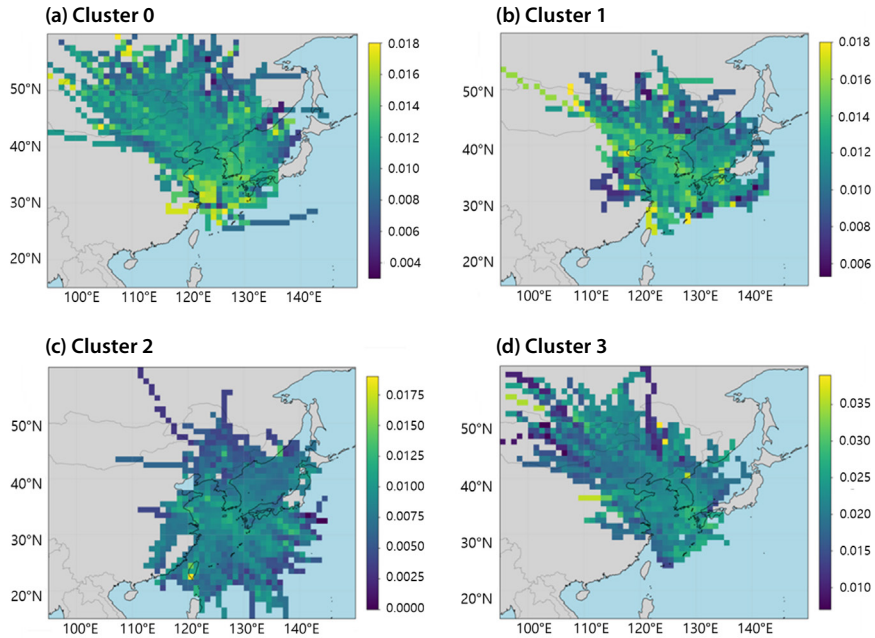 (a) Cluster 0
50°N
40°N
30°N
20°N
100°E 110°E 120°E 130°E 140°E
0.018
0.016
0.014
0.012
0.010
0.008
0.006
0.004
(b) Cluster 1
50°N
40°N
30°N
20°N
100°E 110°E 120°E 130°E 140°E
0.018
0.016
0.014
0.012
0.010
0.008
0.006
(c) Cluster 2
50°N
40°N
30°N
20°N
100°E 110°E 120°E 130°E 140°E
0.0175
0.0150
0.0125
0.0100
0.0075
0.0050
0.0025
0.0000
(d) Cluster 3
50°N
40°N
30°N
20°N
100°E 110°E 120°E 130°E 140°E
0.035
0.030
0.025
0.020
0.015
0.010